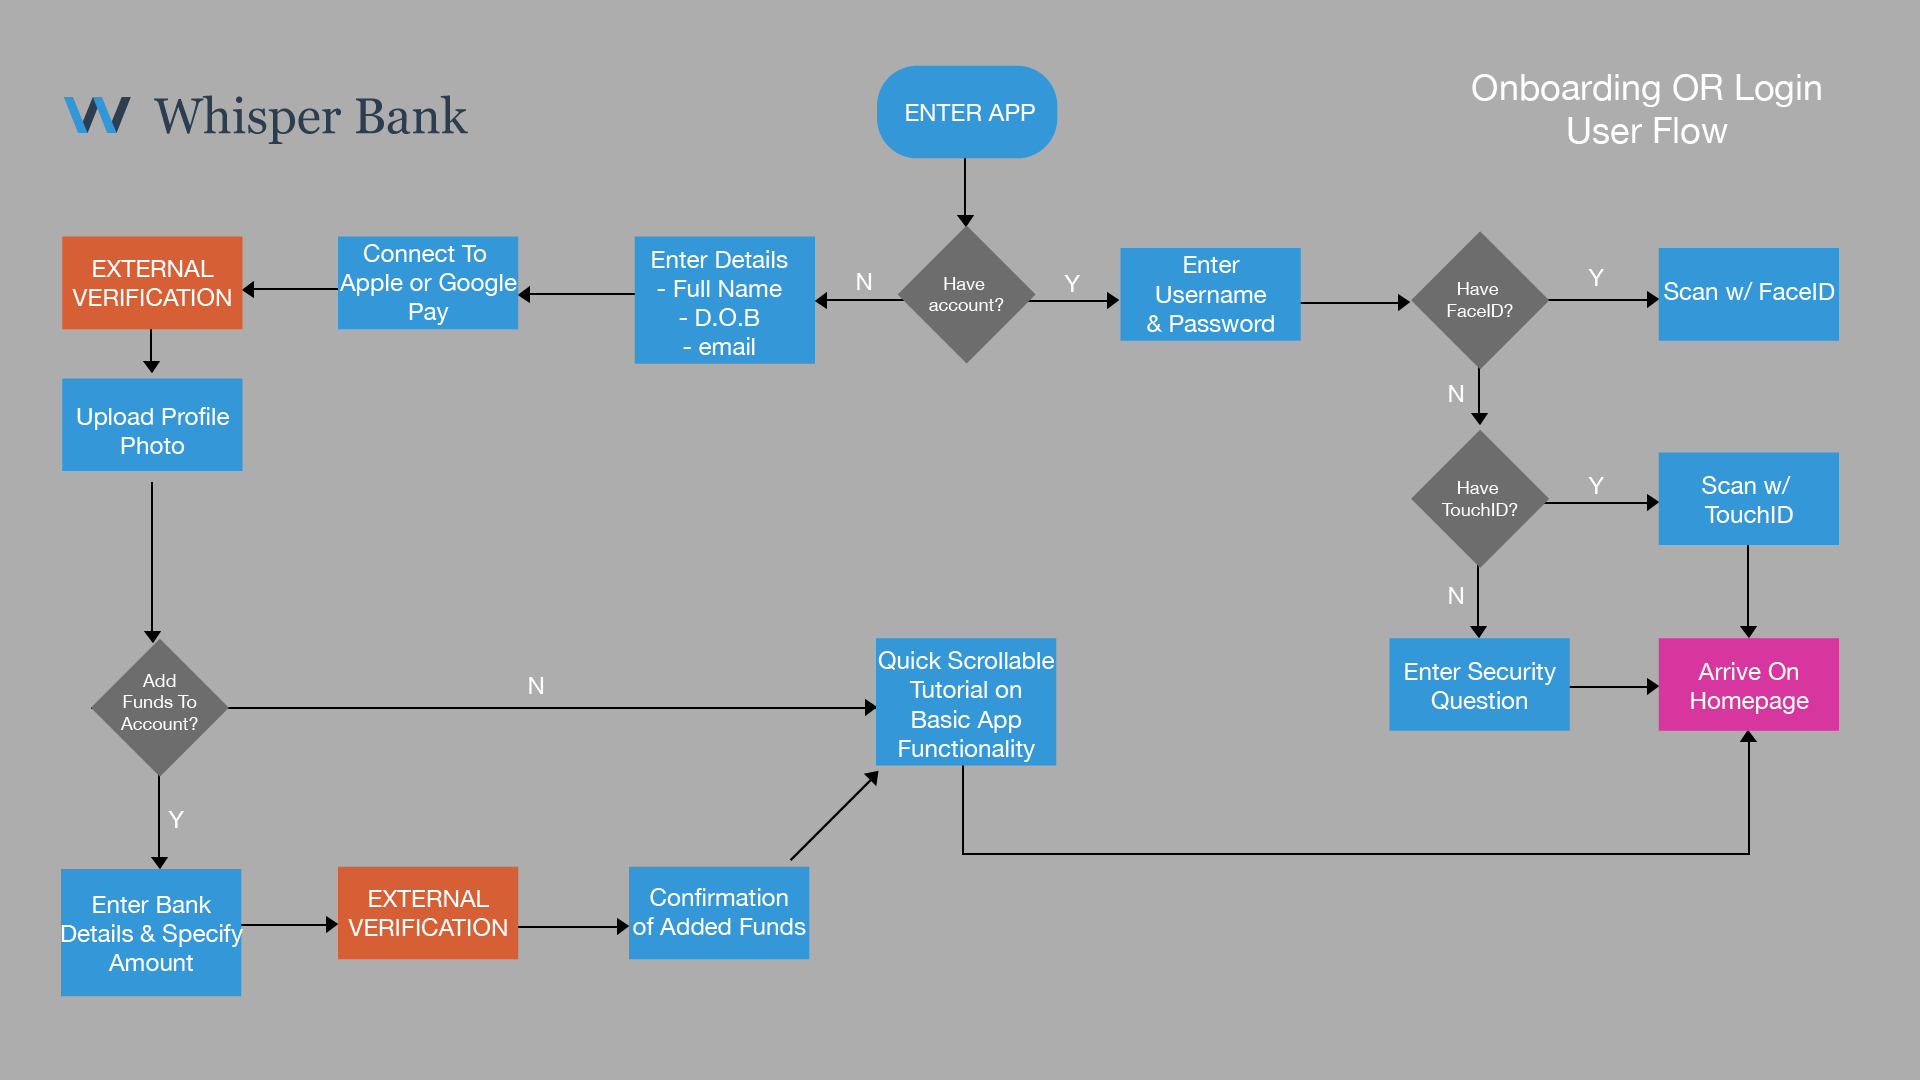 Whisper Bank
ENTER APP
Onboarding OR Login
User Flow
EXTERNAL
VERIFICATION
Connect To
Apple or Google
Pay
Enter Details
- Full Name
- D.O.B
- email
N
Have
account?
Y
Enter
Username
& Password
Have
FaceID?
Y
Scan w/ FaceID
N
Upload Profile
Photo
Have
TouchID?
Y
Scan w/
TouchID
N
Add
Funds To
Account?
N
Quick Scrollable
Tutorial on
Basic App
Functionality
Enter Security
Question
Arrive On
Homepage
Y
Enter Bank
Details & Specify
Amount
EXTERNAL
VERIFICATION
Confirmation
of Added Funds